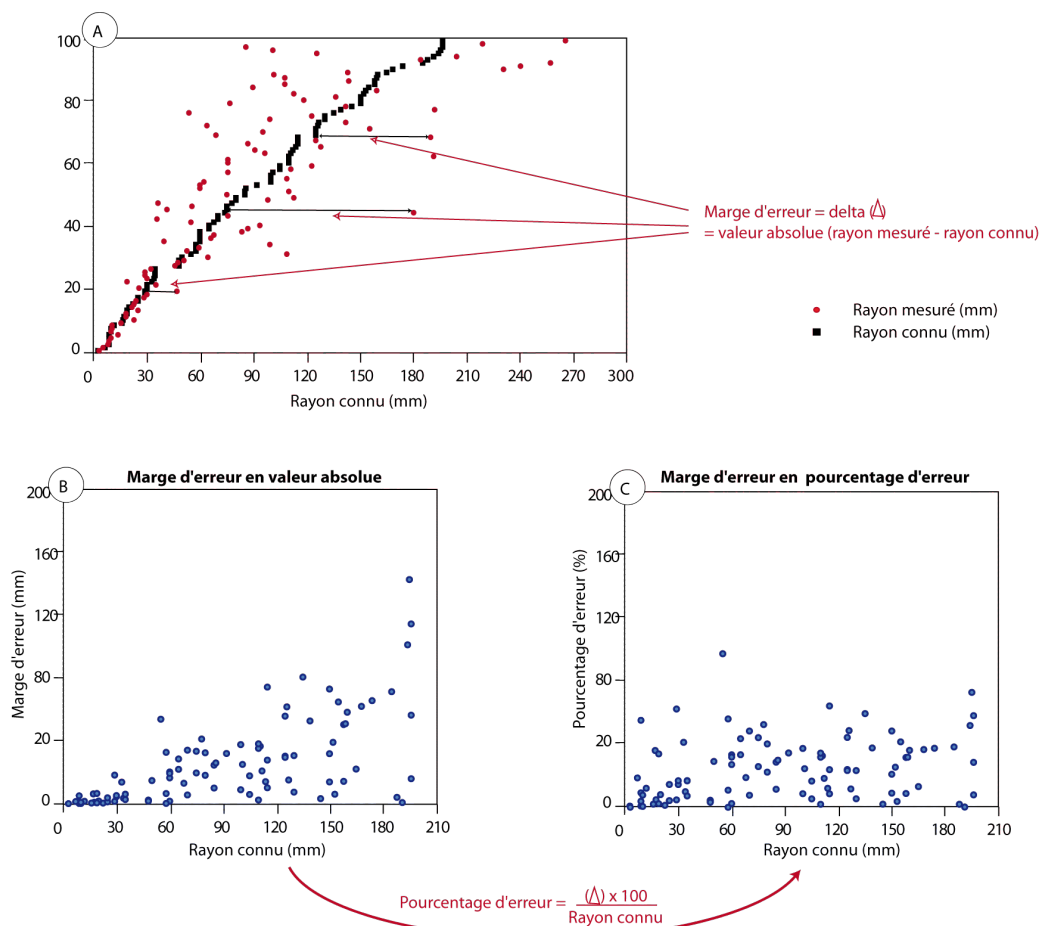 A
100
80
60
40
20
0
0 30 60 90 120 150 180 210 240 270 300
Rayon connu (mm)
Marge d'erreur = delta (Δ)
= valeur absolue (rayon mesuré - rayon connu)
Rayon mesuré (mm)
Rayon connu (mm)
B
Marge d'erreur en valeur absolue
200
160
120
80
20
0
Marge d'erreur (mm)
0 30 60 90 100 150 180 210
Rayon connu (mm)
C
Marge d'erreur en pourcentage d'erreur
200
160
120
80
20
0
Pourcentage d'erreur (%)
0 30 60 90 100 150 180 210
Rayon connu (mm)
Pourcentage d'erreur = (Δ) x 100
Rayon connu